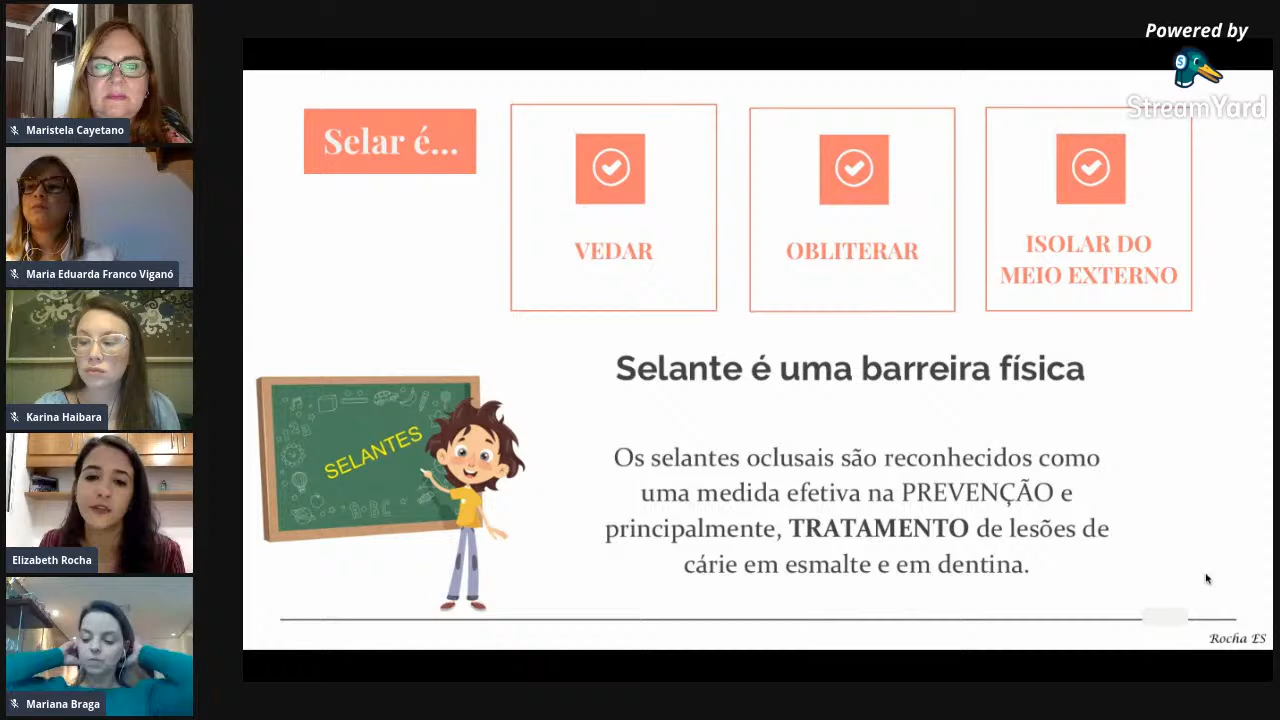 Powered by
StreamYard
Maristela Cayetano
Maria Eduarda Franco Viganó
Karina Haibara
Elizabeth Rocha
Mariana Braga
Selar é...
VEDAR
OBLITERAR
ISOLAR DO
MEIO EXTERNO
Selante é uma barreira física
SELANTES
Os selantes oclusais são reconhecidos como
uma medida efetiva na PREVENÇÃO e
principalmente, TRATAMENTO de lesões de
cárie em esmalte e em dentina.
Rocha ES